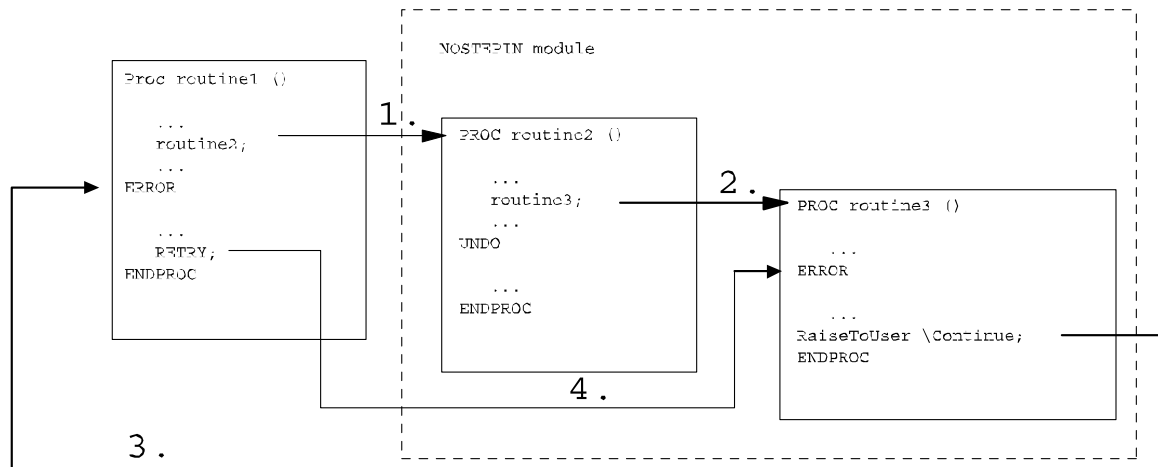 NOSTEPIN module
Proc routine1 ()
...
routine2;
...
ERROR
...
RETRY;
ENDPROC
1.
PROC routine2 ()
...
routine3;
...
UNDO
...
ENDPROC
2.
PROC routine3 ()
...
ERROR
...
RaiseToUser \Continue;
ENDPROC
4.
3.